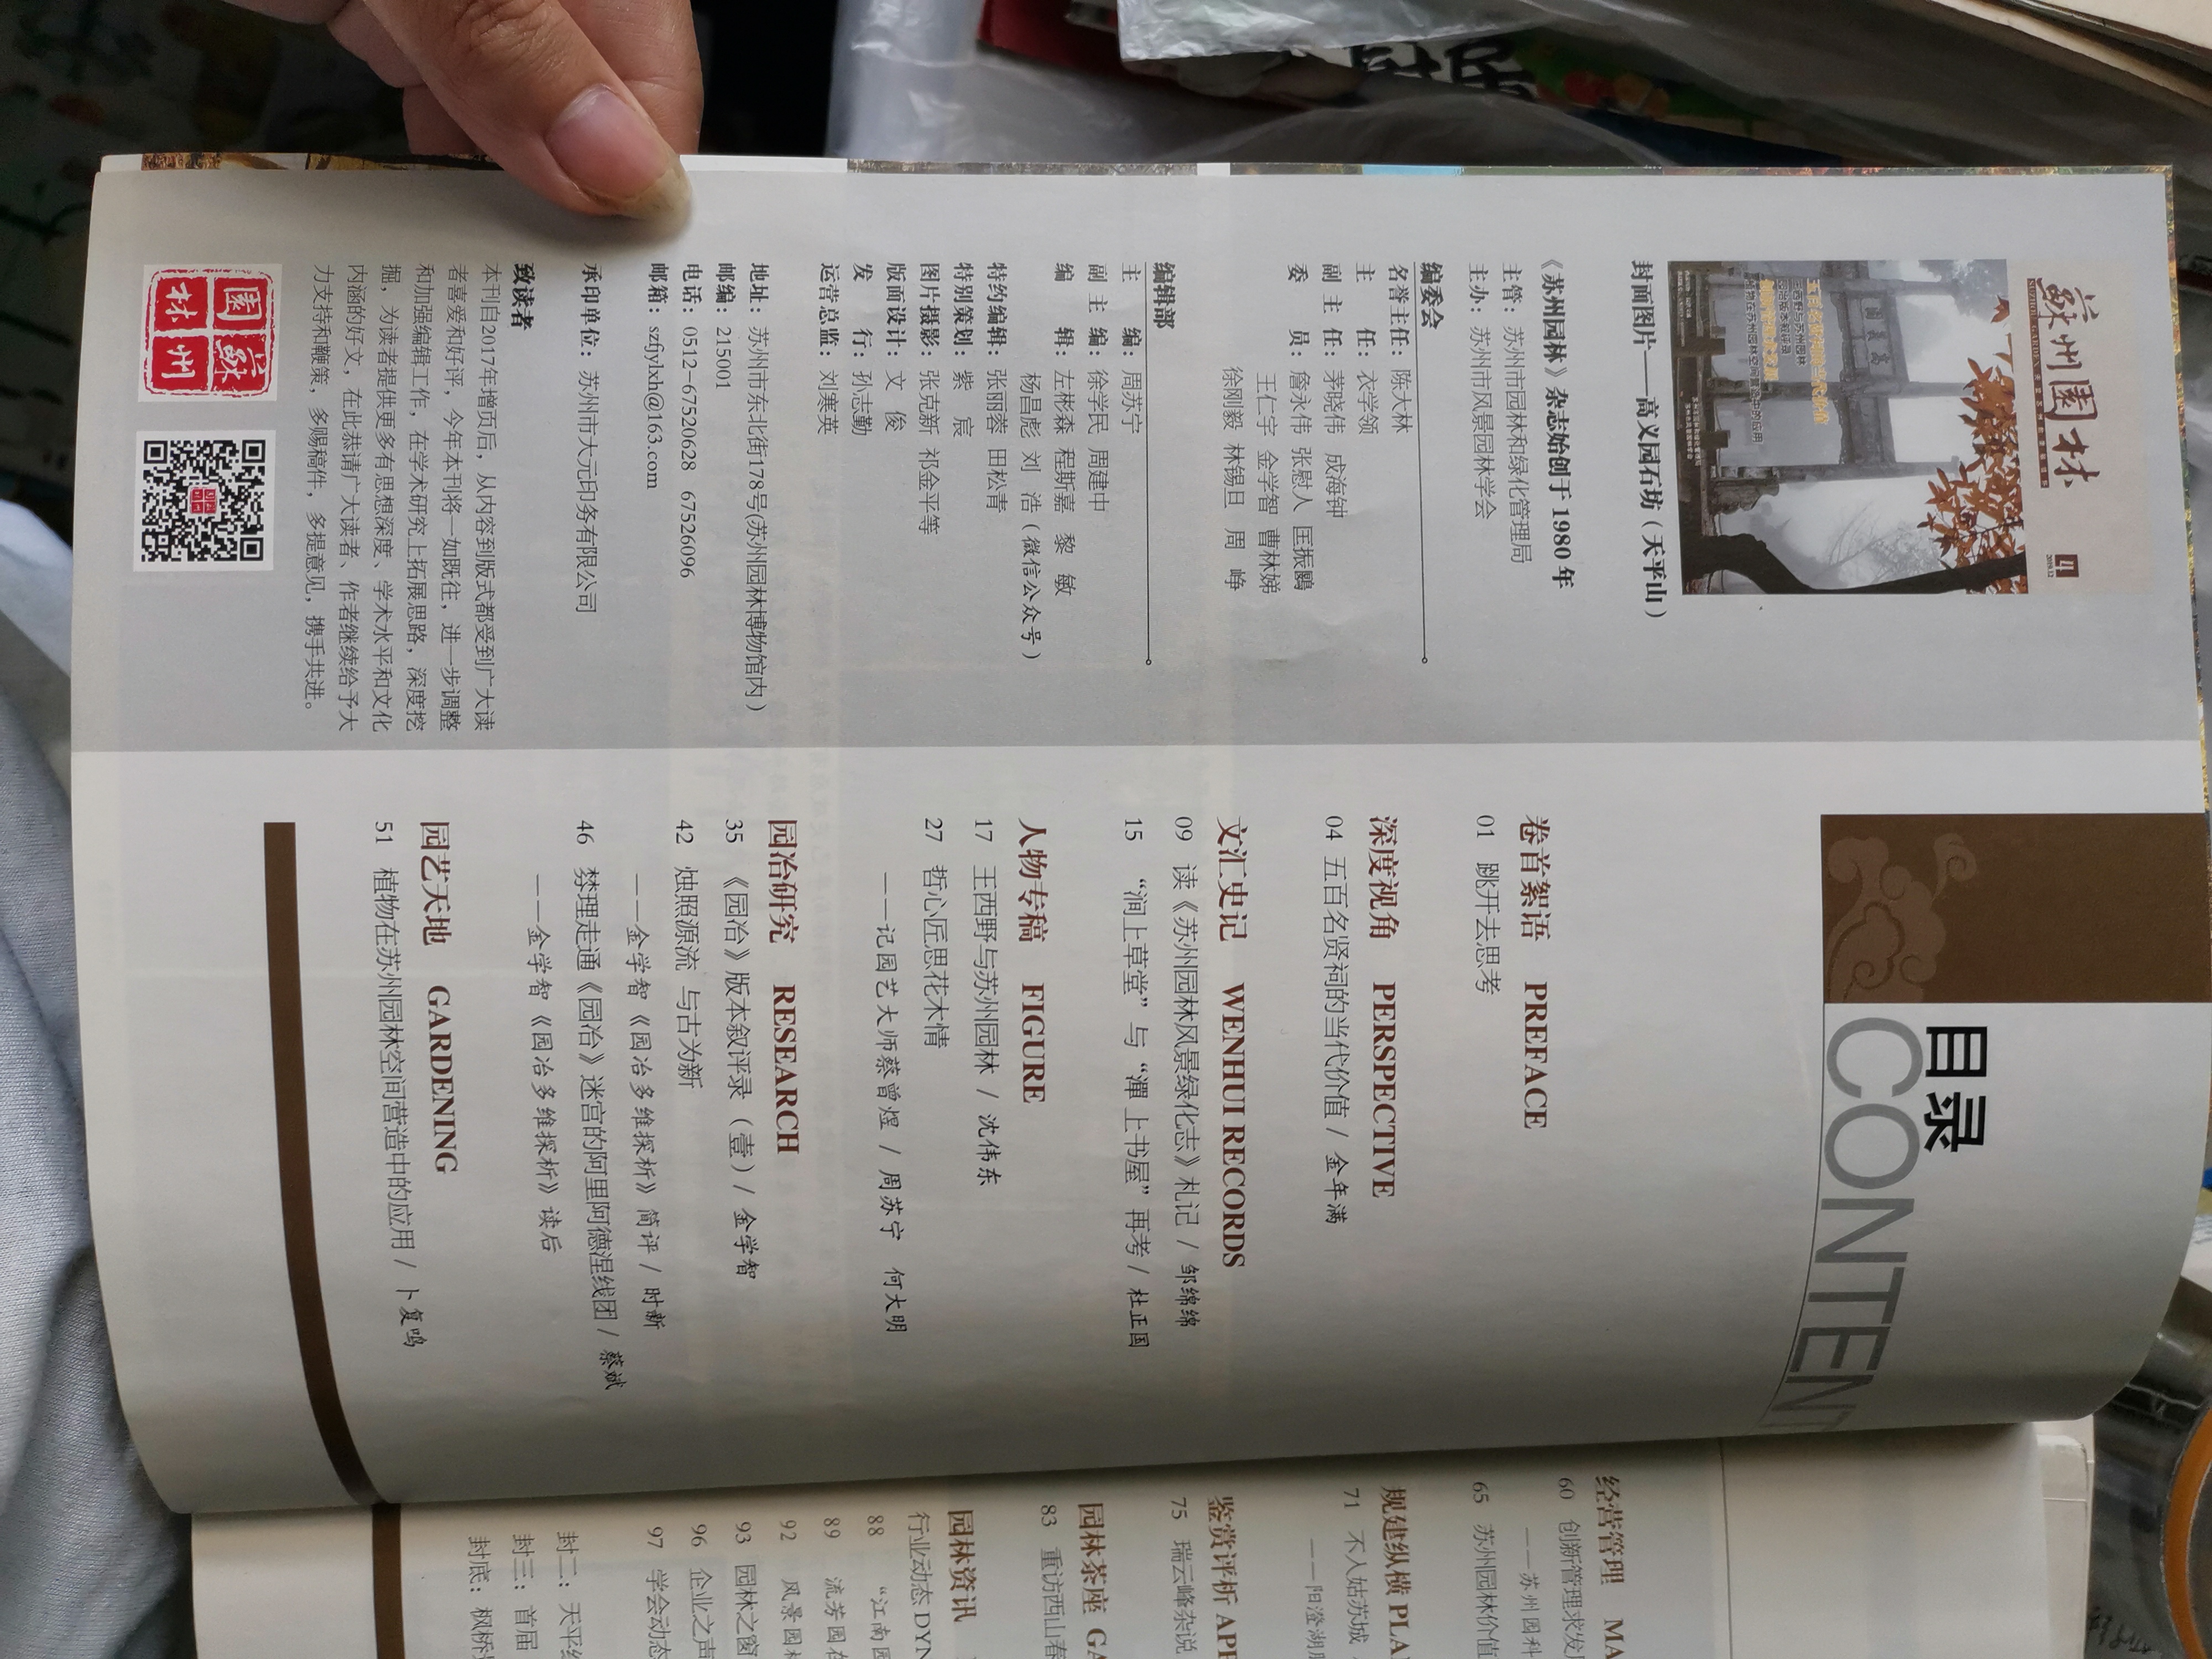 蘇州園林
SUZHOU GARDEN
4
2019.12
高義園
封面图片——高义园石坊（天平山）
《苏州园林》杂志始创于 1980 年
主管：苏州市园林和绿化管理局
主办：苏州市风景园林学会
编委会
名誉主任：陈大林
主 任：衣学领
副 主 任：茅晓伟 成海钟
委 员：詹永伟 张慰人 匡振鶠
王仁宇 金学智 曹林娣
徐刚毅 林锡旦 周 峥
编辑部
主 编：周苏宁
副 主 编：徐学民 周建中
编 辑：左彬森 程斯嘉 黎 敏
杨昌彪 刘 浩（微信公众号）
特约编辑：张丽蓉 田松青
特别策划：紫 宸
图片摄影：张克新 祁金平等
版面设计：文 俊
发 行：孙志勤
运营总监：刘寒英
地址：苏州市东北街178号(苏州园林博物馆内）
邮编：215001
电话：0512-67520628 67526096
邮箱：szfjylxh@163.com
承印单位：苏州市大元印务有限公司
致读者
本刊自2017年增页后，从内容到版式都受到广大读
者喜爱和好评，今年本刊将一如既往，进一步调整
和加强编辑工作，在学术研究上拓展思路，深度挖
掘，为读者提供更多有思想深度、学术水平和文化
内涵的好文，在此恭请广大读者、作者继续给予大
力支持和鞭策，多赐稿件，多提意见，携手共进。
蘇州園林
目录
CONTENT
卷首絮语 PREFACE
01 跳开去思考
深度视角 PERSPECTIVE
04 五百名贤祠的当代价值 / 金年满
文汇史记 WENHUI RECORDS
09 读《苏州园林风景绿化志》札记 / 邹绵绵
15 “涧上草堂”与“潬 上书屋”再考 / 杜正国
人物专稿 FIGURE
17 王西野与苏州园林 / 沈伟东
27 哲心匠思花木情
——记园艺大师蔡曾煜 / 周苏宁 何大明
园冶研究 RESEARCH
35 《园冶》版本叙评录（壹）/ 金学智
42 烛照源流 与古为新
——金学智《园冶多维探析》简评 / 时新
46 梦理走通《园冶》迷宫的阿里阿德涅线团 / 蔡斌
——金学智《园冶多维探析》读后
园艺天地 GARDENING
51 植物在苏州园林空间营造中的应用 / 卜复鸣
经营管理 MA
60 创新管理求发
——苏州园科
65 苏州园林价值
规建纵横 PLA
71 不入姑苏城
——阳澄湖
鉴赏评析 APP
75 瑞云峰杂说
园林茶座 GA
83 重访西山春
园林资讯
行业动态 DYN
88 “江南园
89 流芳园在
92 风景园林
93 园林之窗
96 企业之声
97 学会动态
封二：天平
封三：首届
封底：枫桥